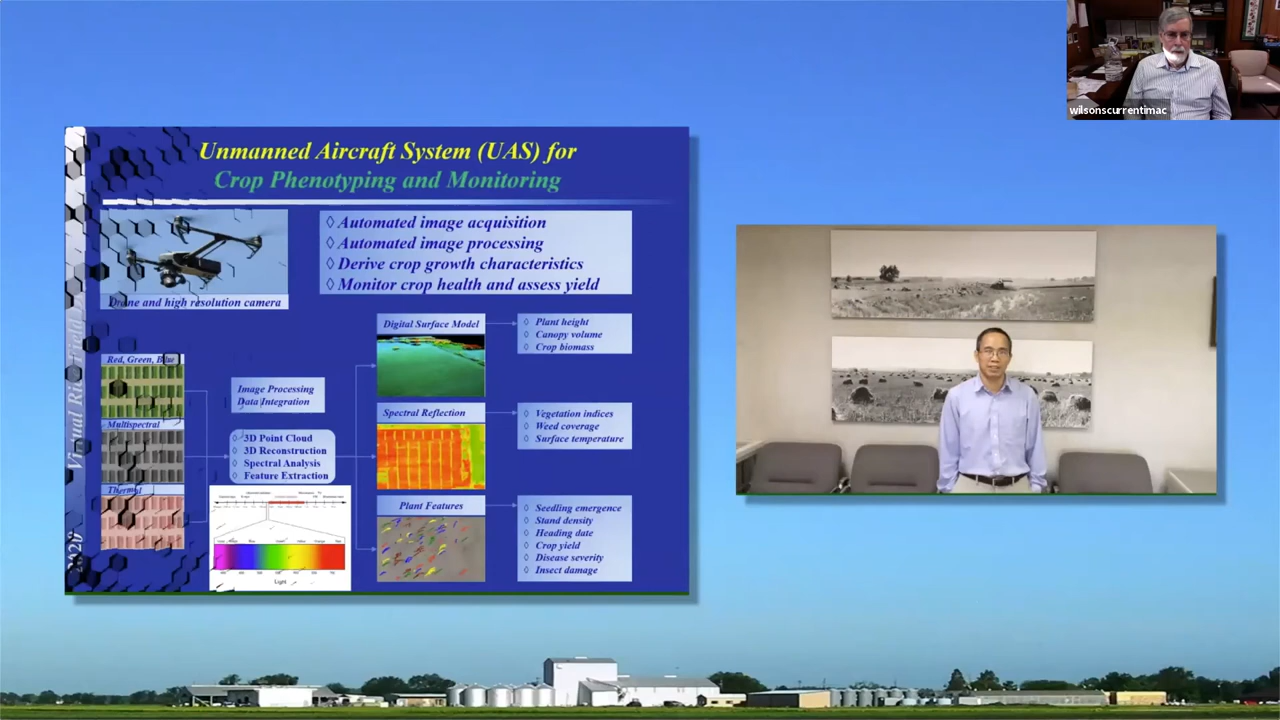 wilsonscurrentimac
Unmanned Aircraft System (UAS) for
Crop Phenotyping and Monitoring
◊ Automated image acquisition
◊ Automated image processing
◊ Derive crop growth characteristics
◊ Monitor crop health and assess yield
Drone and high resolution camera
Red, Green, Blue
Multispectral
Thermal
Image Processing
Data Integration
◊ 3D Point Cloud
◊ 3D Reconstruction
◊ Spectral Analysis
◊ Feature Extraction
Light
Digital Surface Model
◊ Plant height
◊ Canopy volume
◊ Crop biomass
Spectral Reflection
◊ Vegetation indices
◊ Weed coverage
◊ Surface temperature
Plant Features
◊ Seedling emergence
◊ Stand density
◊ Heading date
◊ Crop yield
◊ Disease severity
◊ Insect damage
2020 Virtual Rice